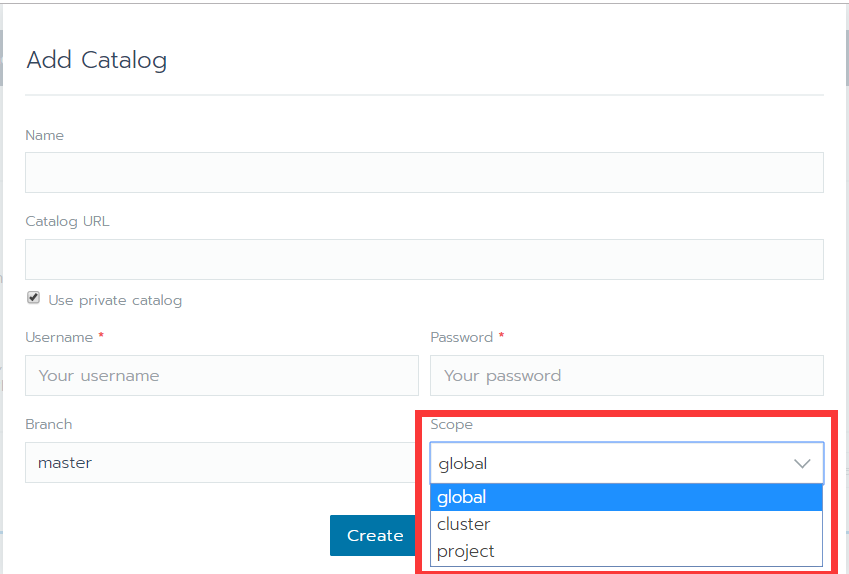 Add Catalog
Name
Catalog URL
Use private catalog
Username * Password *
Your username Your password
Branch Scope
master global
global
cluster
Create
project